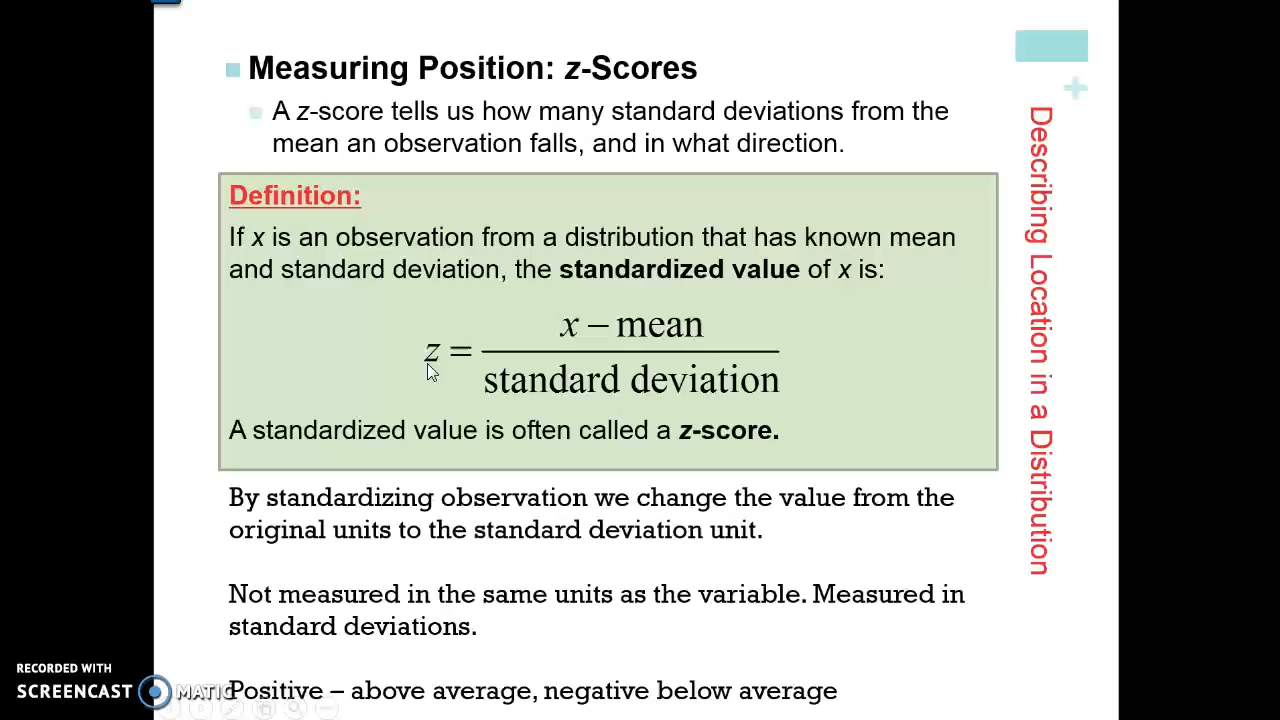 Measuring Position: z-Scores
A z-score tells us how many standard deviations from the
mean an observation falls, and in what direction.
Definition:
If x is an observation from a distribution that has known mean
and standard deviation, the standardized value of x is:
z = (x – mean) / (standard deviation)
A standardized value is often called a z-score.
By standardizing observation we change the value from the
original units to the standard deviation unit.
Not measured in the same units as the variable. Measured in
standard deviations.
Positive – above average, negative below average
Describing Location in a Distribution
RECORDED WITH
SCREENCAST MATIC